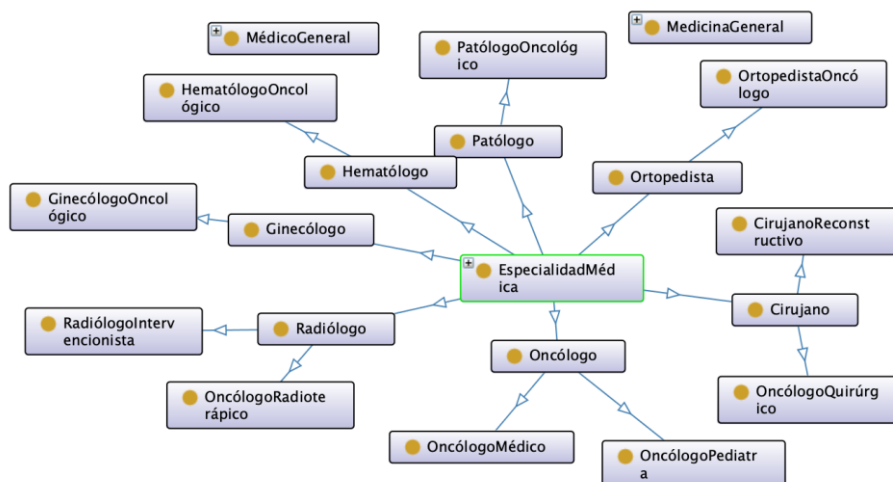 MédicoGeneral
PatólogoOncológ
ico
MedicinaGeneral
HematólogoOncol
ógico
OrtopedistaOncó
logo
Patólogo
Hematólogo
Ortopedista
GinecólogoOncol
ógico
Ginecólogo
CirujanoReconst
ructivo
EspecialidadMéd
ica
RadiólogoInterv
encionista
Radiólogo
Cirujano
Oncólogo
OncólogoRadiote
rápico
OncólogoQuirúrg
ico
OncólogoMédico
OncólogoPediatr
a